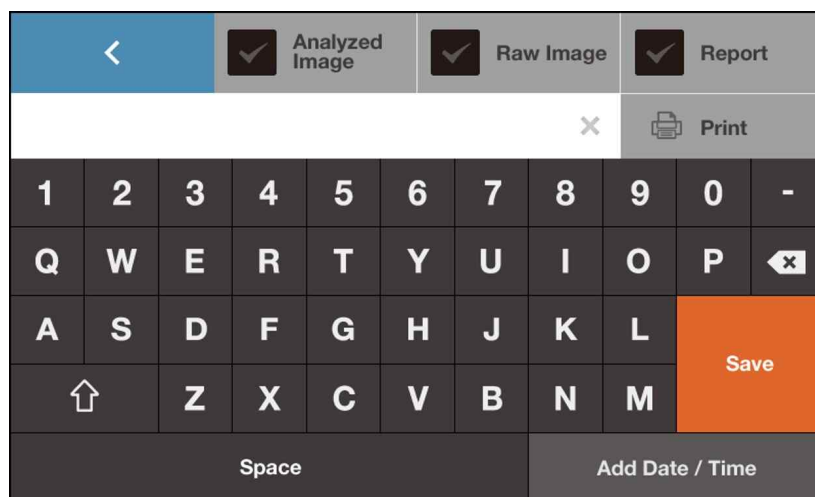 Analyzed
Image
Raw Image
Report
Print
1 2 3 4 5 6 7 8 9 0 -
Q W E R T Y U I O P
A S D F G H J K L
Save
Z X C V B N M
Space
Add Date / Time